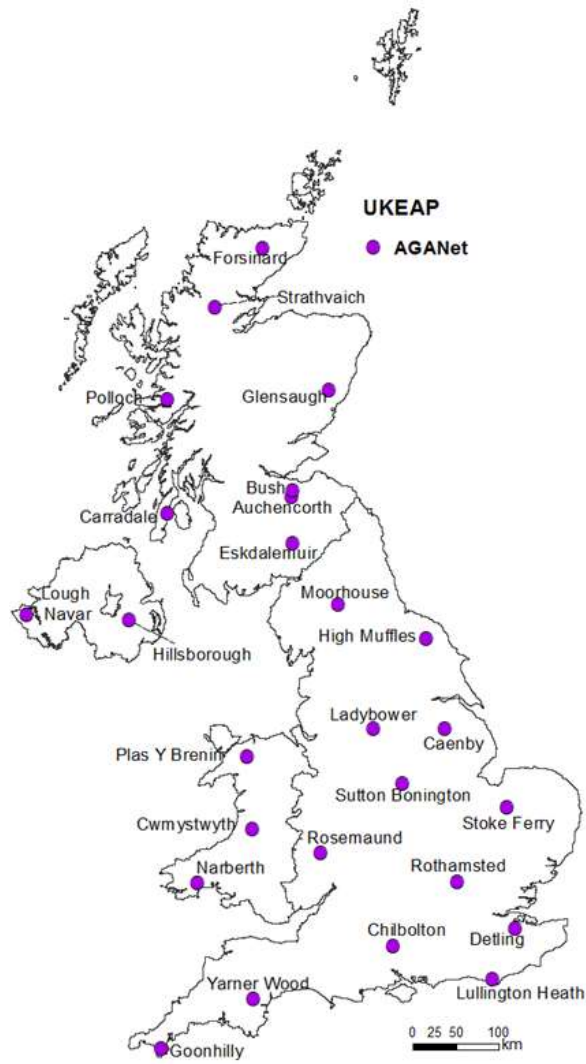 UKEAP
AGANet
Forsinard
Strathvaich
Polloch
Glensaugh
Bush
Auchencorth
Carradale
Eskdalemuir
Lough
Navar
Moorhouse
High Muffles
Hillsborough
Ladybower
Caenby
Plas Y Brenin
Sutton Bonington
Stoke Ferry
Cwmystwyth
Rosemaund
Rothamsted
Narberth
Chilbolton
Detling
Yarner Wood
Lullington Heath
Goonhilly
0 25 50 100
km